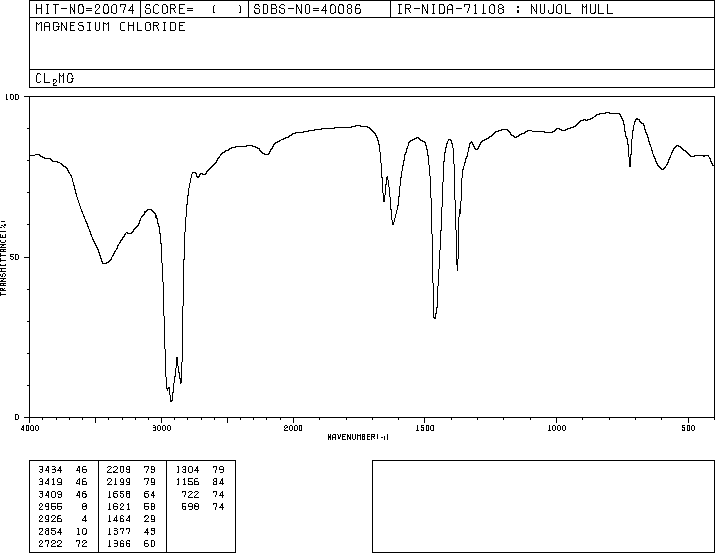 HIT-NO=20074 SCORE= ( ) SDBS-NO=40086 IR-NIDA-71108 : NUJOL MULL
MAGNESIUM CHLORIDE
CL2MG
100
50
0
TRANSMITTANCE(%)
4000 3000 2000 1500 1000 500
WAVENUMBER(-1)
3434 46 2209 79 1304 79
3419 46 2199 79 1156 84
3409 46 1658 64 722 74
2955 8 1621 58 598 74
2926 4 1464 29
2854 10 1377 43
2722 72 1366 60